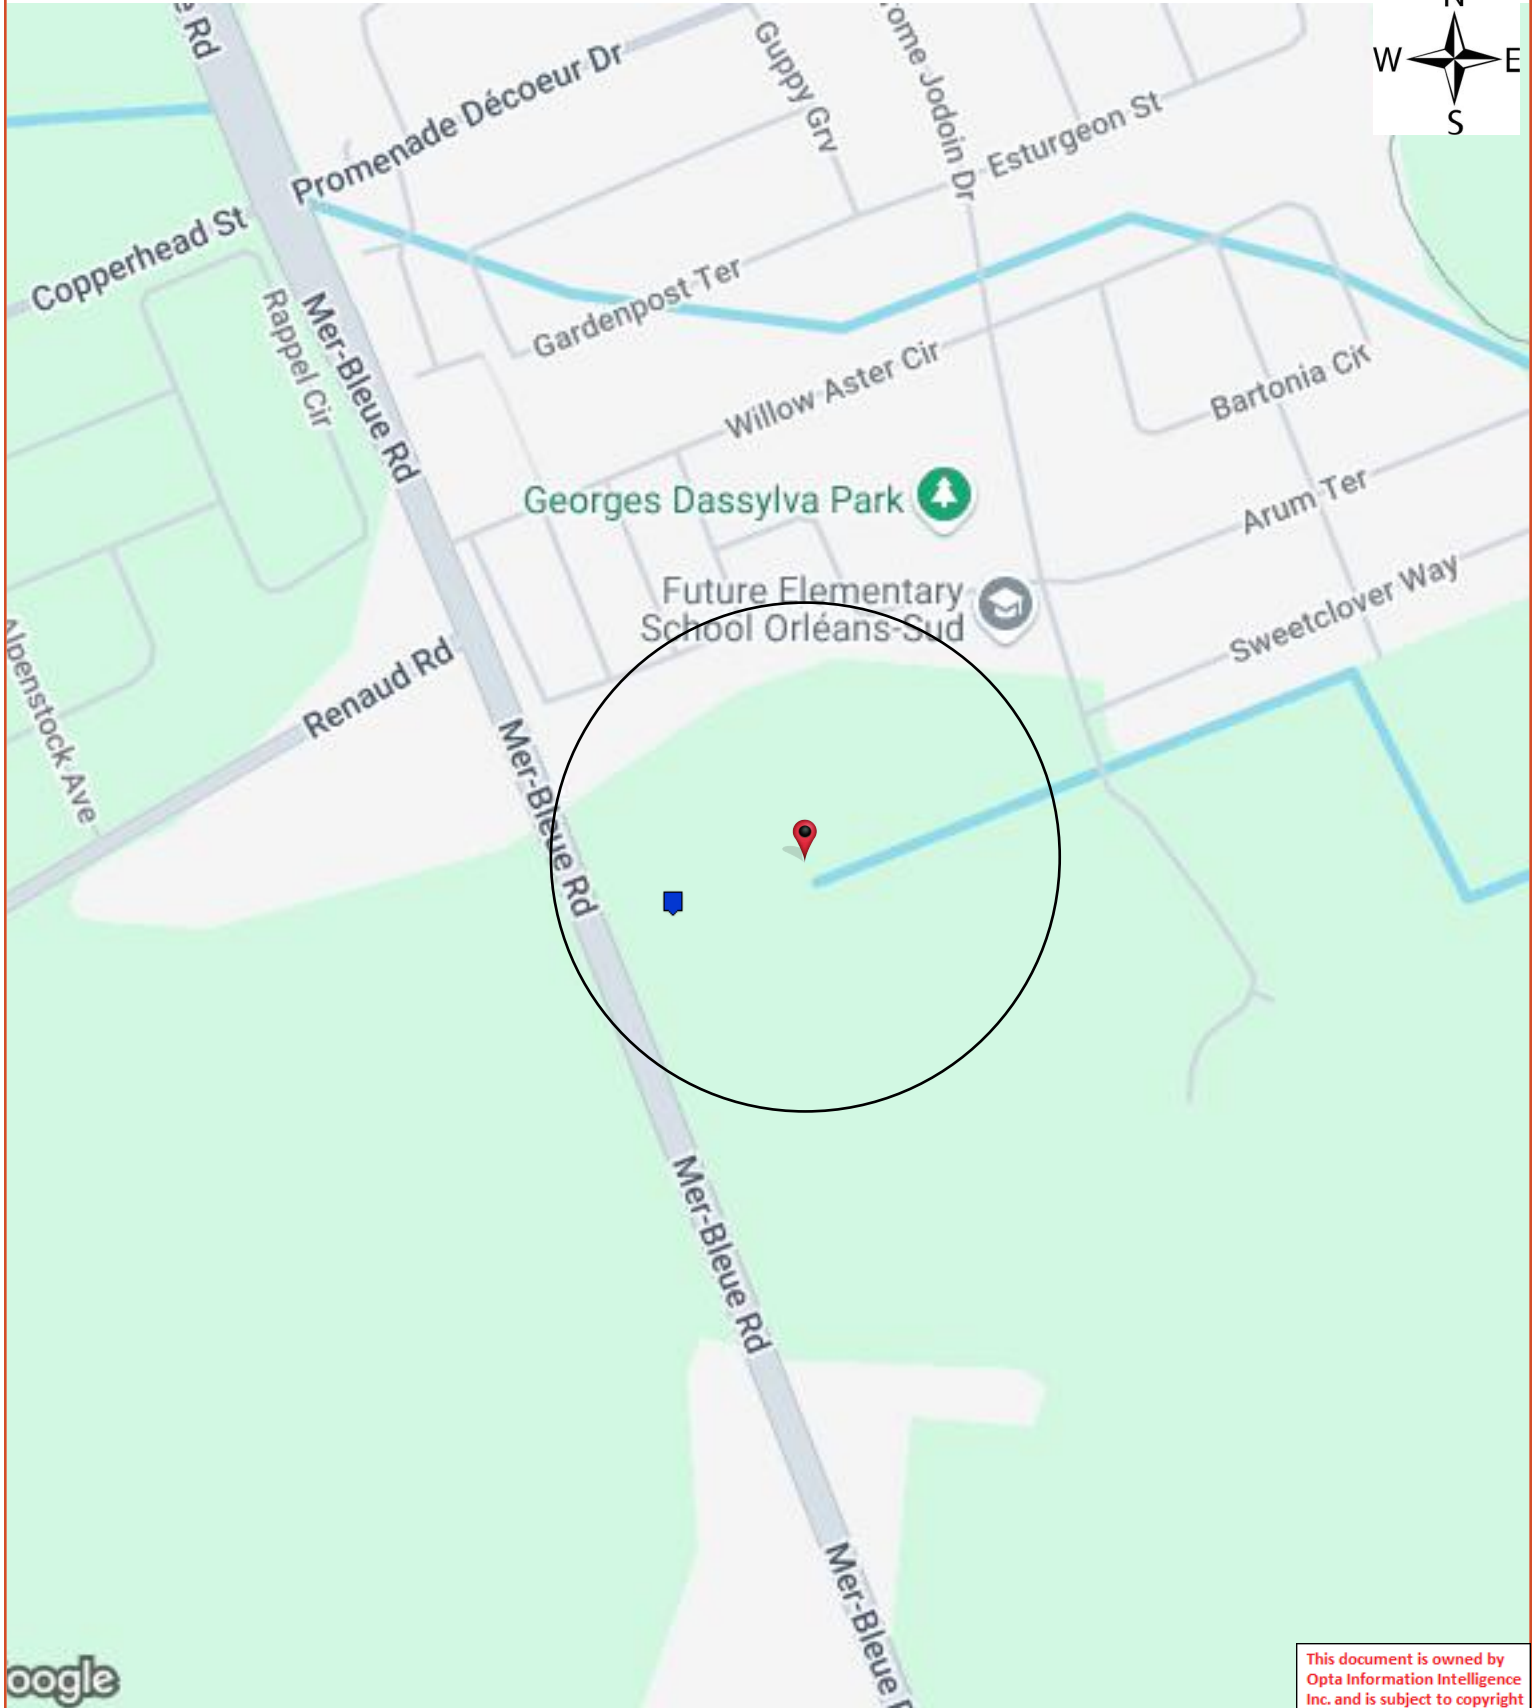 N
W E
S
e Rd
Promenade Décoeur Dr
Guppy Grv
rome Jodoin Dr
Esturgeon St
Copperhead St
Rappel Cir
Mer-Bleue Rd
Gardenpost Ter
Willow Aster Cir
Bartonia Cir
Georges Dassylva Park
Arum Ter
Future Elementary
School Orléans-Sud
Sweetclover Way
Alpenstock Ave
Renaud Rd
Mer-Bleue Rd
Mer-Bleue Rd
Mer-Bleue R
oogle
This document is owned by
Opta Information Intelligence
Inc. and is subject to copyright